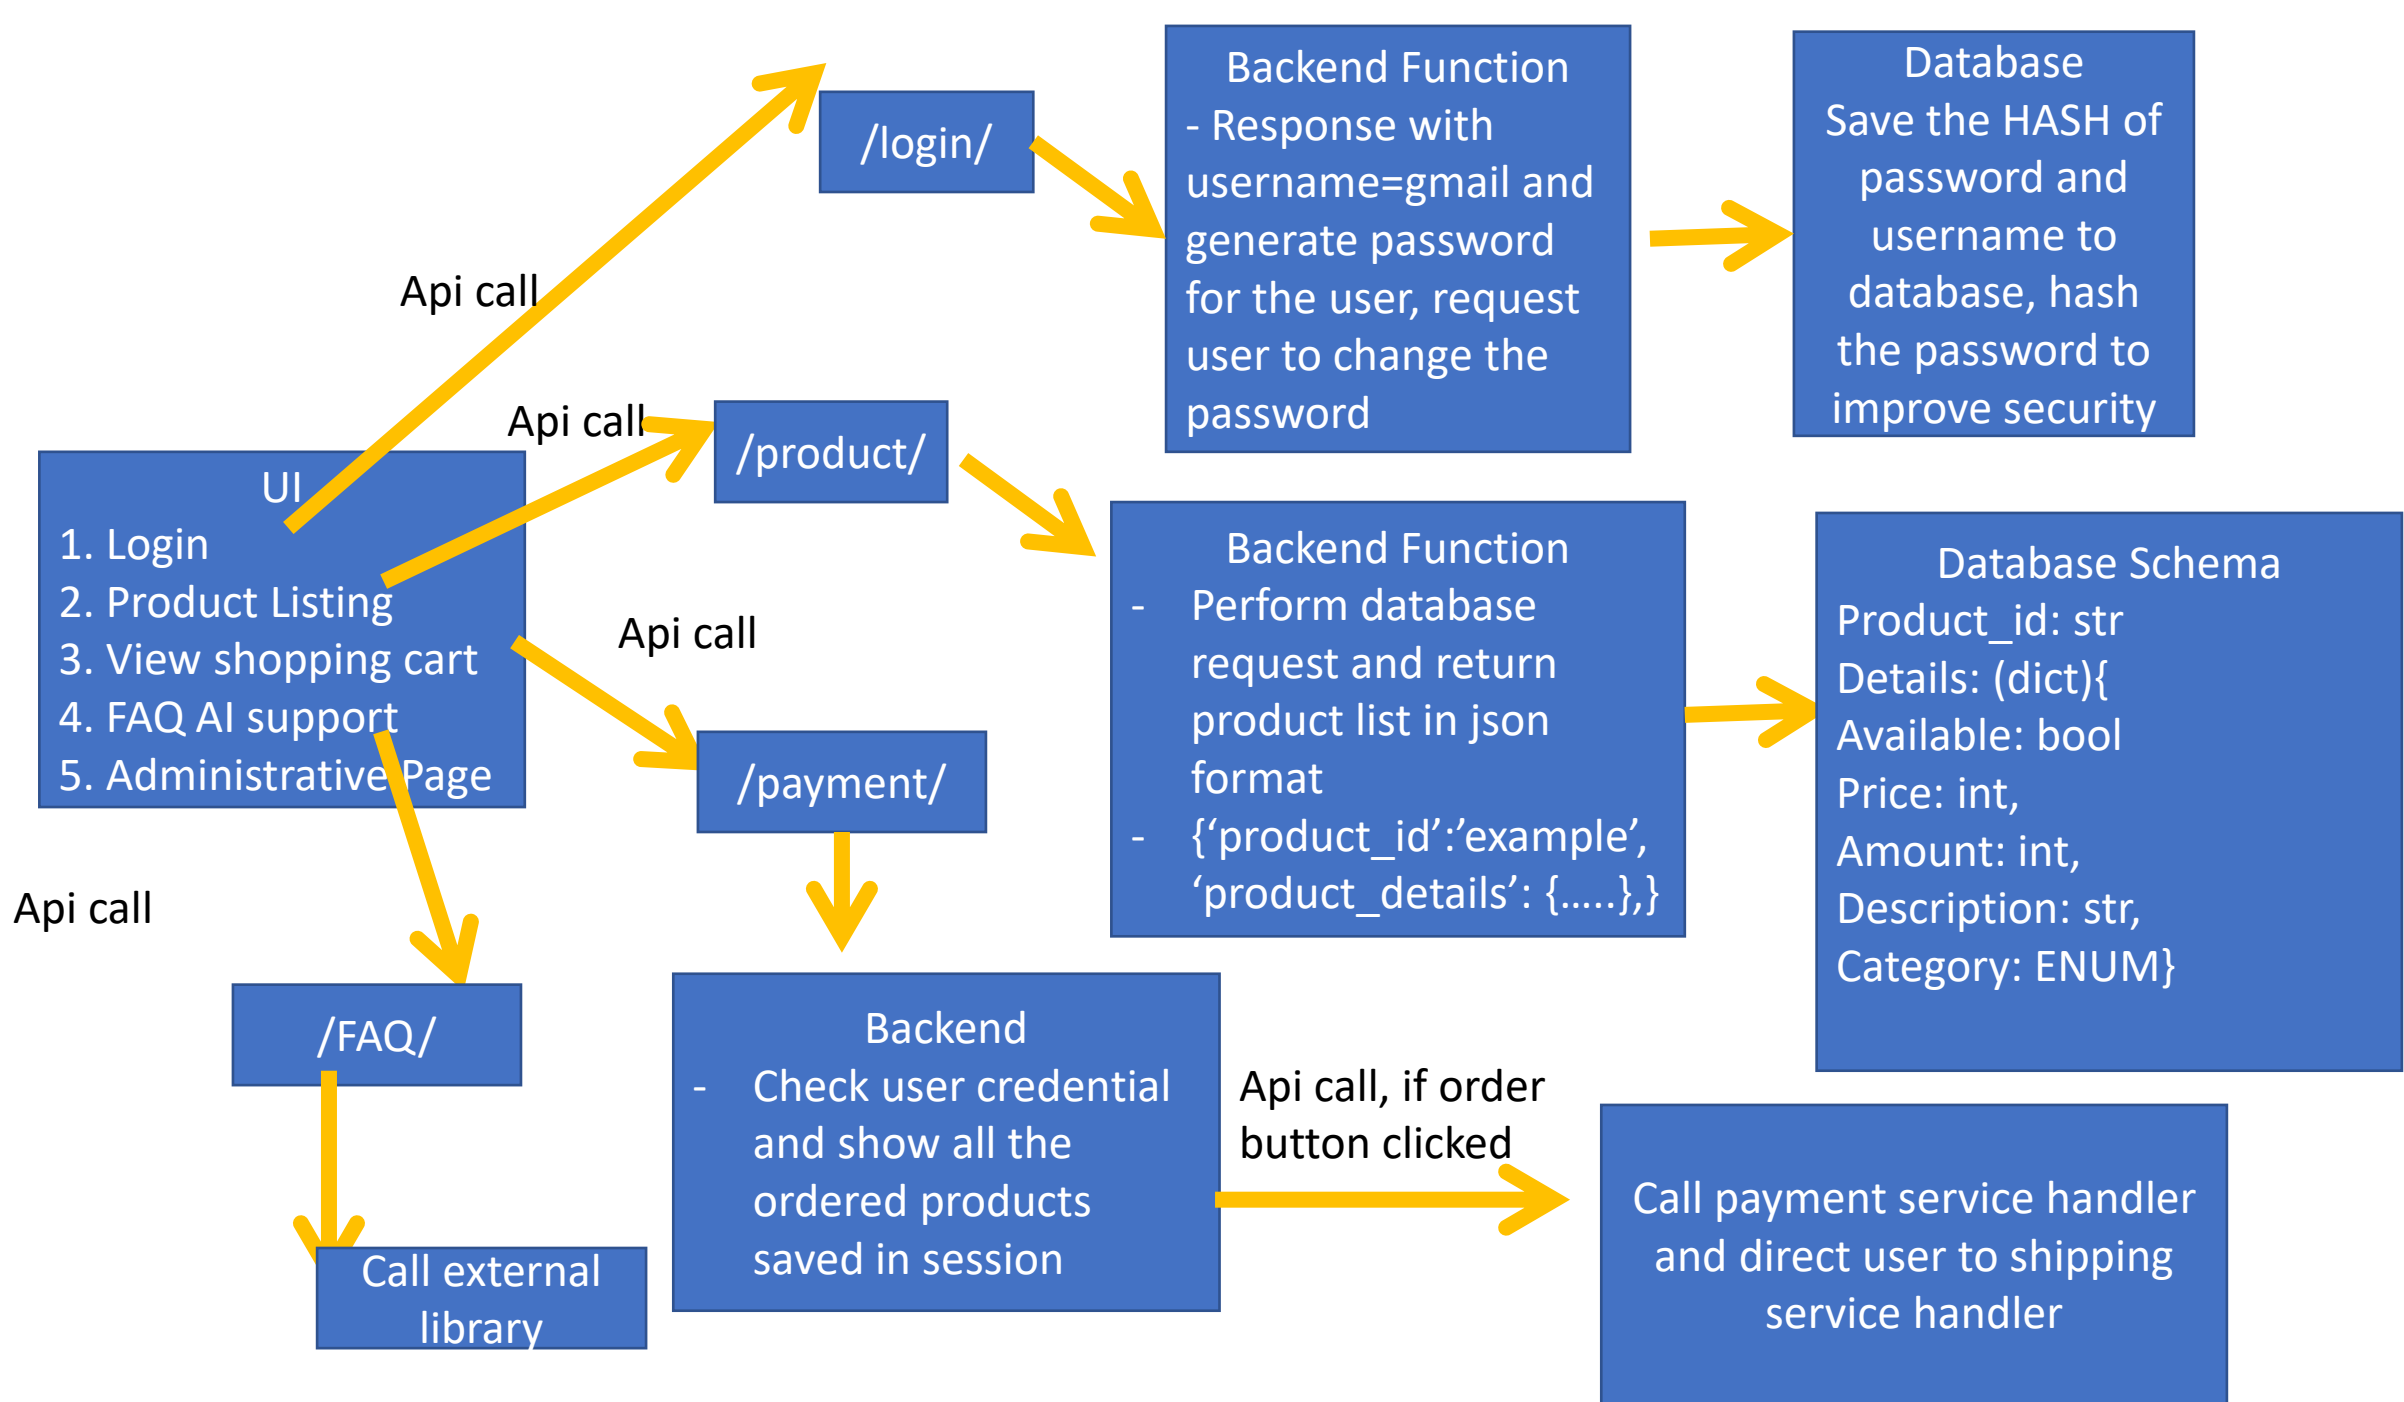 Api call
/login/
Backend Function
- Response with
username=gmail and
generate password
for the user, request
user to change the
password
Database
Save the HASH of
password and
username to
database, hash
the password to
improve security
Api call
/product/
UI
1. Login
2. Product Listing
3. View shopping cart
4. FAQ AI support
5. Administrative Page
Backend Function
- Perform database
request and return
product list in json
format
- {‘product_id’:’example’,
‘product_details’: {…..},}
Database Schema
Product_id: str
Details: (dict){
Available: bool
Price: int,
Amount: int,
Description: str,
Category: ENUM}
Api call
/payment/
Api call
/FAQ/
Call external
library
Backend
- Check user credential
and show all the
ordered products
saved in session
Api call, if order
button clicked
Call payment service handler
and direct user to shipping
service handler